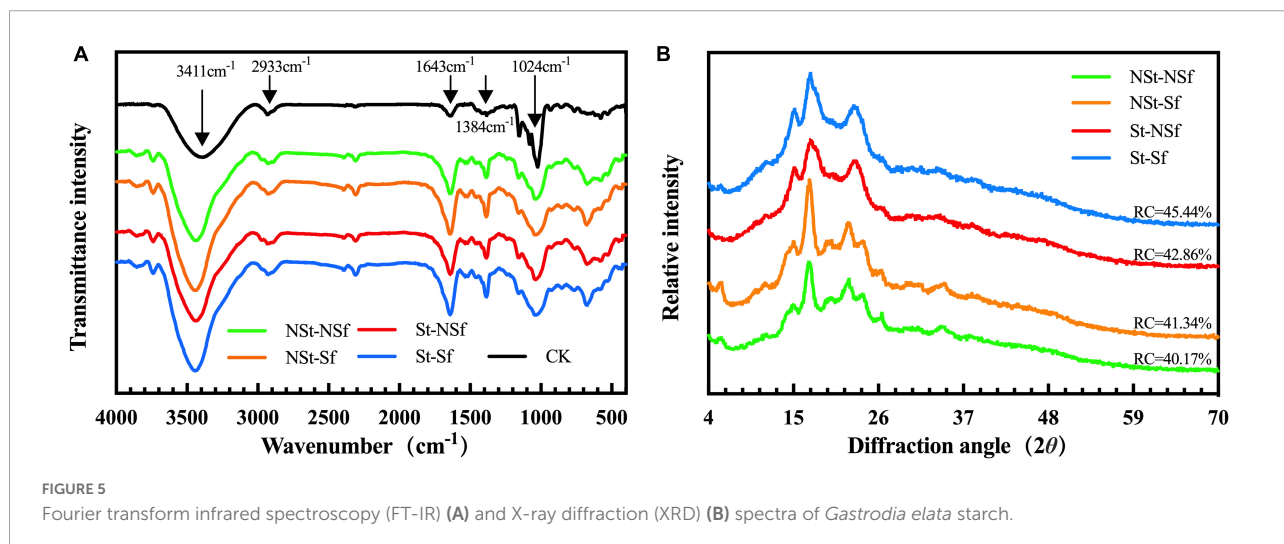 A
3411cm-1
2933cm-1
1643cm-1
1384cm-1
1024cm-1
Transmittance intensity
NSt-NSf
St-NSf
NSt-Sf
St-Sf
CK
4000 3500 3000 2500 2000 1500 1000 500
Wavenumber (cm-1)
B
NSt-NSf
NSt-Sf
St-NSf
St-Sf
RC=45.44%
RC=42.86%
RC=41.34%
RC=40.17%
Relative intensity
4 15 26 37 48 59 70
Diffraction angle (2θ)
FIGURE 5
Fourier transform infrared spectroscopy (FT-IR) (A) and X-ray diffraction (XRD) (B) spectra of Gastrodia elata starch.